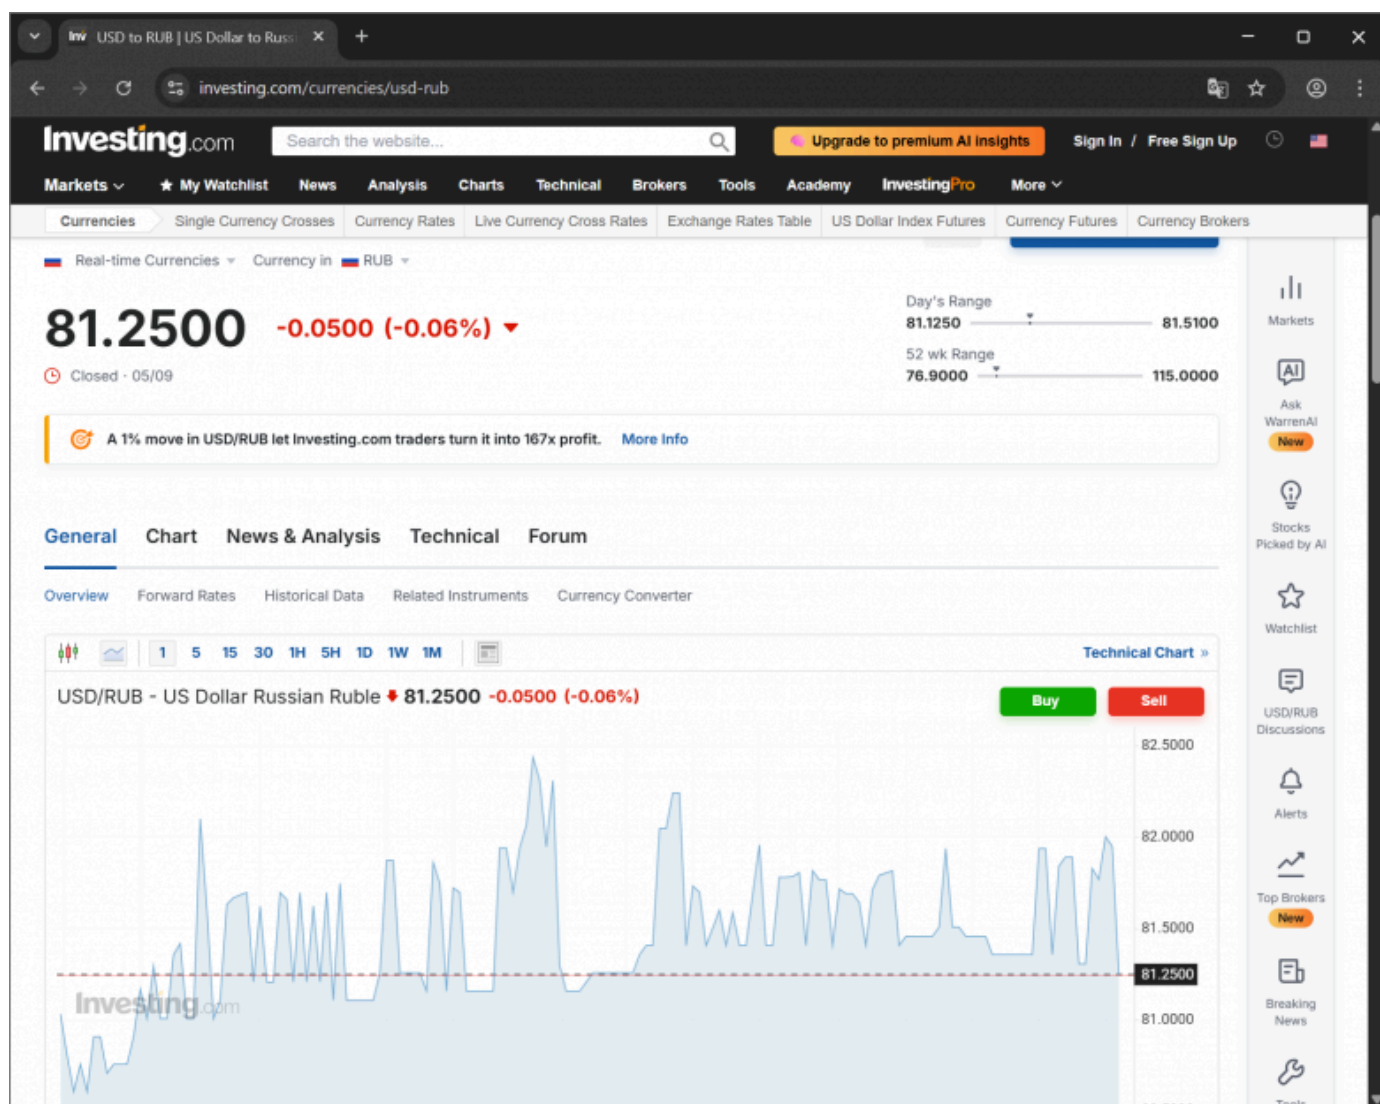 Inv USD to RUB | US Dollar to Russi
investing.com/currencies/usd-rub
Investing.com
Search the website...
Upgrade to premium AI insights
Sign In / Free Sign Up
Markets
★ My Watchlist
News
Analysis
Charts
Technical
Brokers
Tools
Academy
InvestingPro
More
Currencies
Single Currency Crosses
Currency Rates
Live Currency Cross Rates
Exchange Rates Table
US Dollar Index Futures
Currency Futures
Currency Brokers
Real-time Currencies
Currency in RUB
81.2500 -0.0500 (-0.06%)
Closed · 05/09
Day's Range
81.1250 81.5100
52 wk Range
76.9000 115.0000
A 1% move in USD/RUB let Investing.com traders turn it into 167x profit. More Info
General
Chart
News & Analysis
Technical
Forum
Overview
Forward Rates
Historical Data
Related Instruments
Currency Converter
1 5 15 30 1H 5H 1D 1W 1M
Technical Chart »
USD/RUB - US Dollar Russian Ruble 81.2500 -0.0500 (-0.06%)
Buy
Sell
82.5000
82.0000
81.5000
81.2500
81.0000
Investing.com
Markets
AI
Ask
WarrenAI
New
Stocks
Picked by AI
Watchlist
USD/RUB
Discussions
Alerts
Top Brokers
New
Breaking
News
Tools